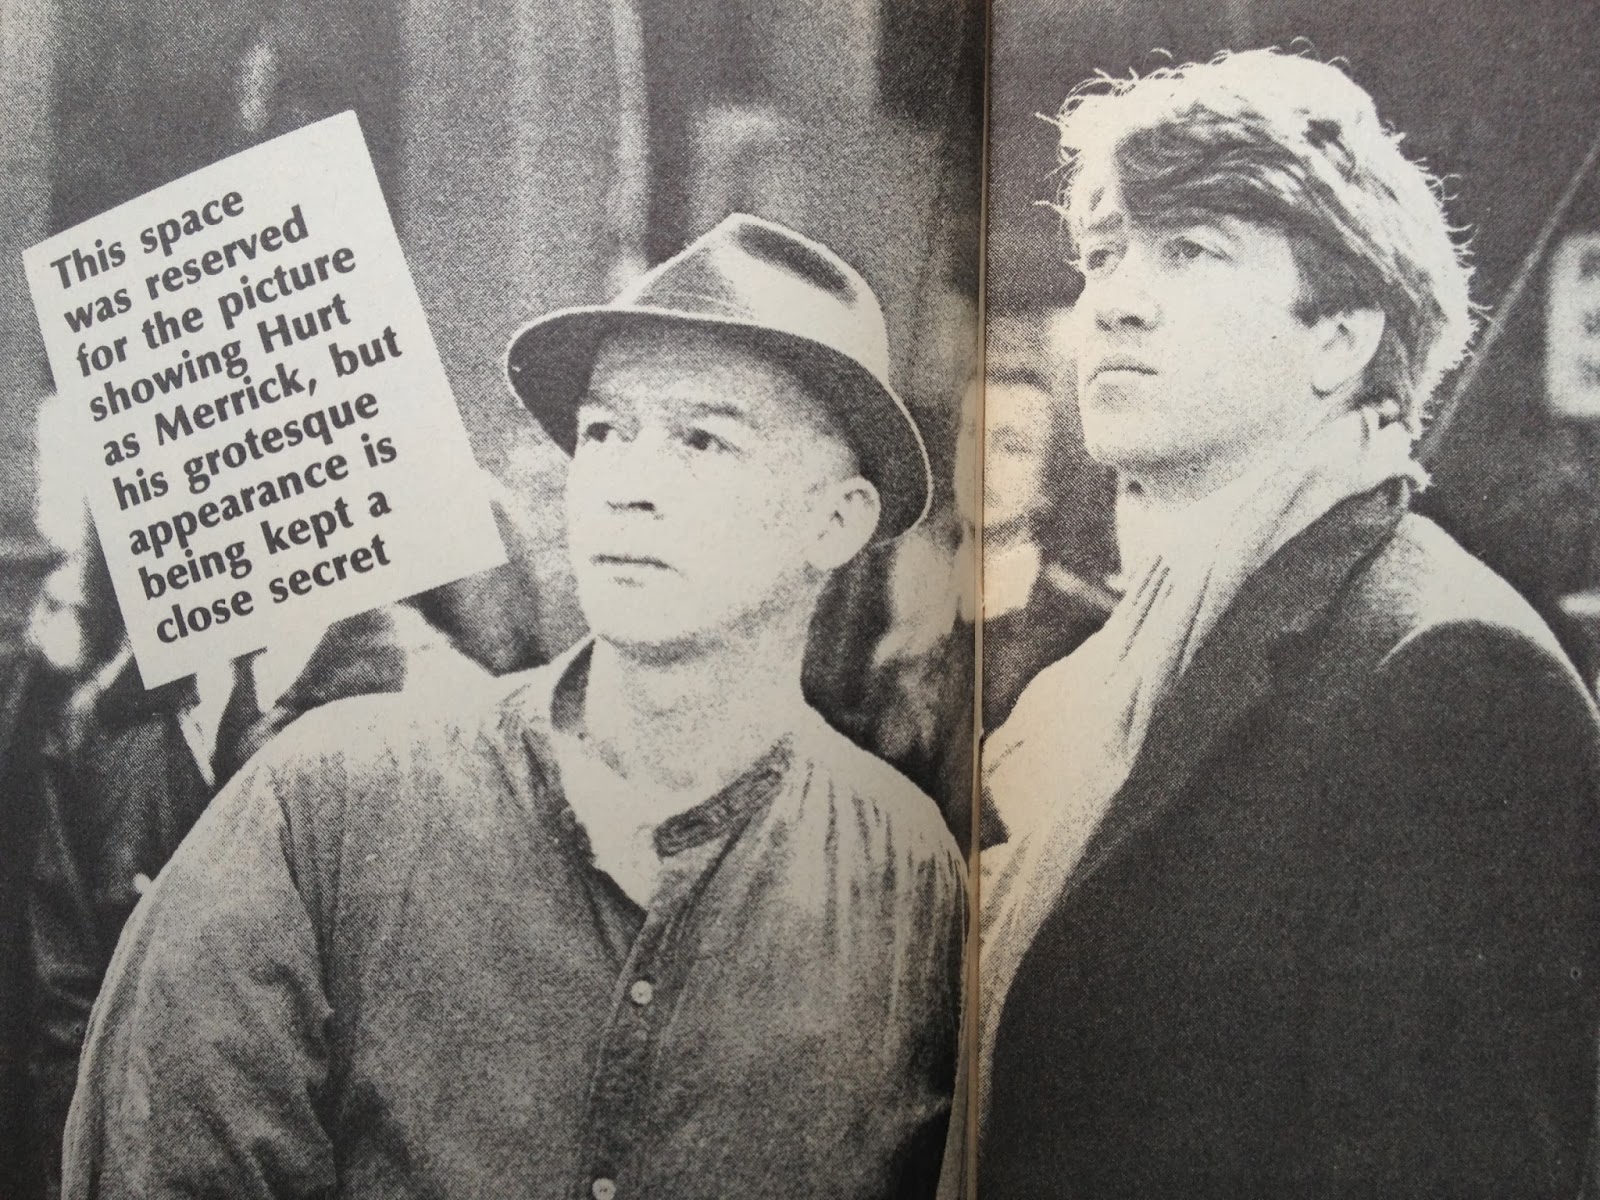 This space
was reserved
for the picture
showing Hurt
as Merrick, but
his grotesque
appearance is
being kept a
close secret